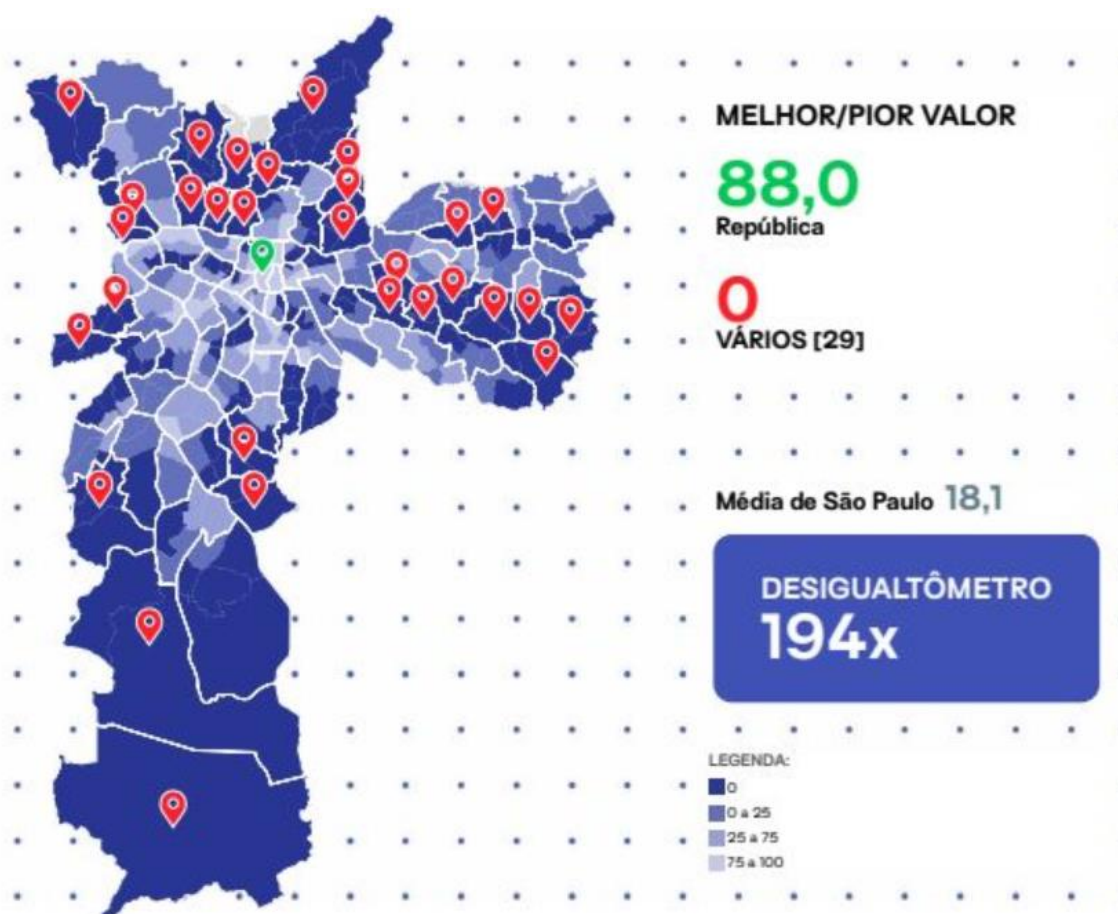 MELHOR/PIOR VALOR
88,0
República
0
VÁRIOS [29]
Média de São Paulo 18,1
DESIGUALTÔMETRO
194x
LEGENDA:
0
0 a 25
25 a 75
75 a 100